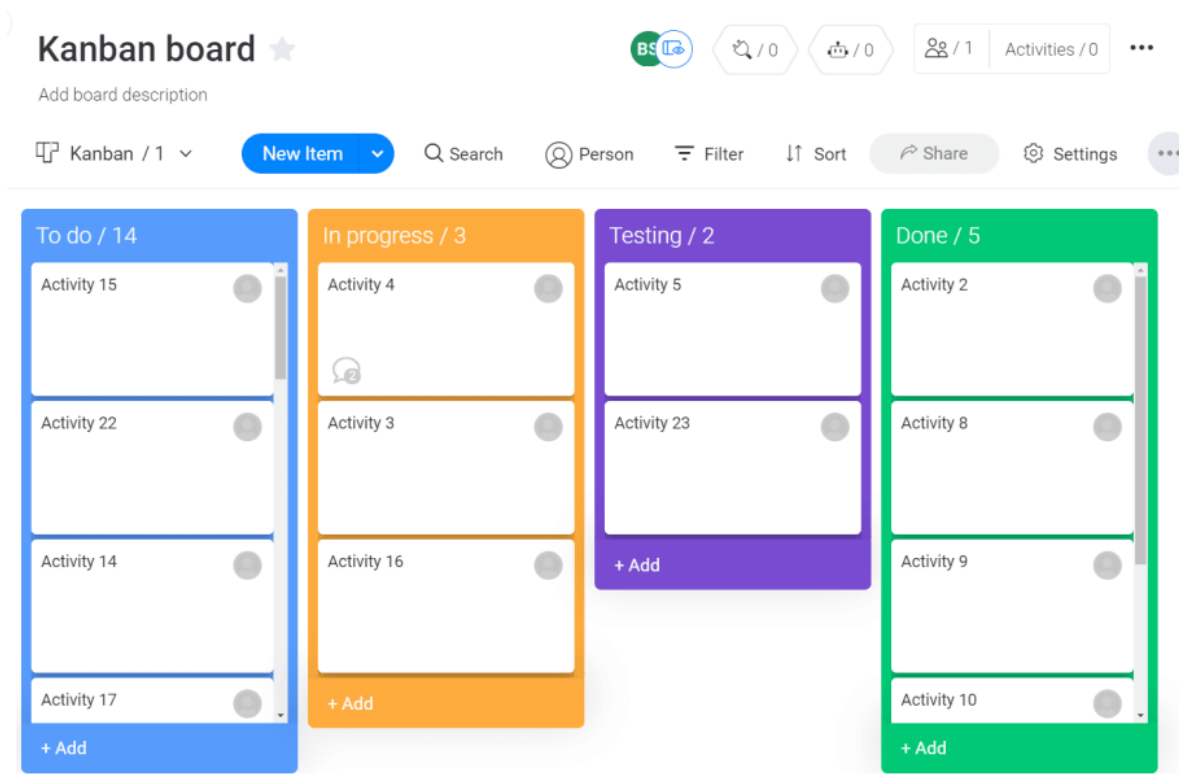 Kanban board
BS
/ 0
/ 0
/ 1
Activities / 0
Add board description
Kanban / 1
New Item
Search
Person
Filter
Sort
Share
Settings
To do / 14
Activity 15
Activity 22
Activity 14
Activity 17
+ Add
In progress / 3
Activity 4
2
Activity 3
Activity 16
+ Add
Testing / 2
Activity 5
Activity 23
+ Add
Done / 5
Activity 2
Activity 8
Activity 9
Activity 10
+ Add